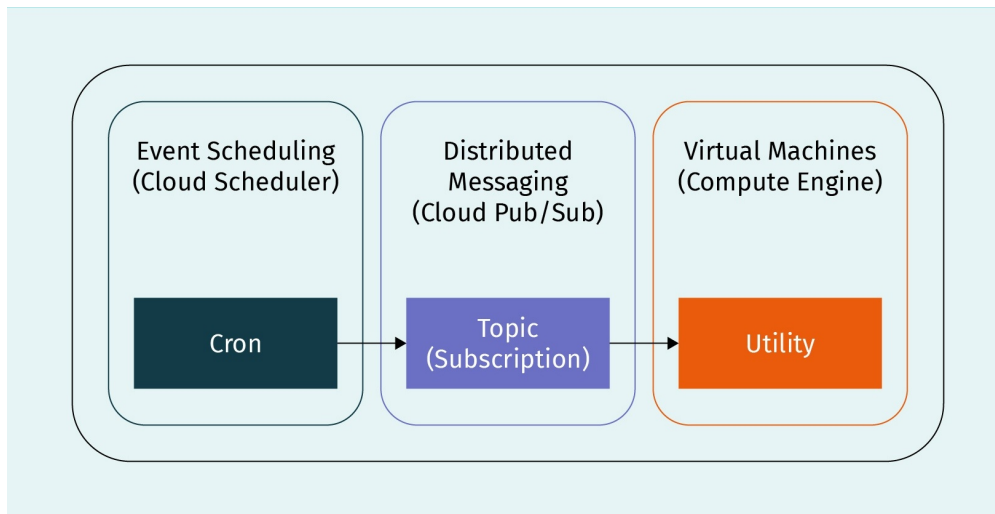 Event Scheduling
(Cloud Scheduler)
Distributed
Messaging
(Cloud Pub/Sub)
Virtual Machines
(Compute Engine)
Cron
Topic
(Subscription)
Utility